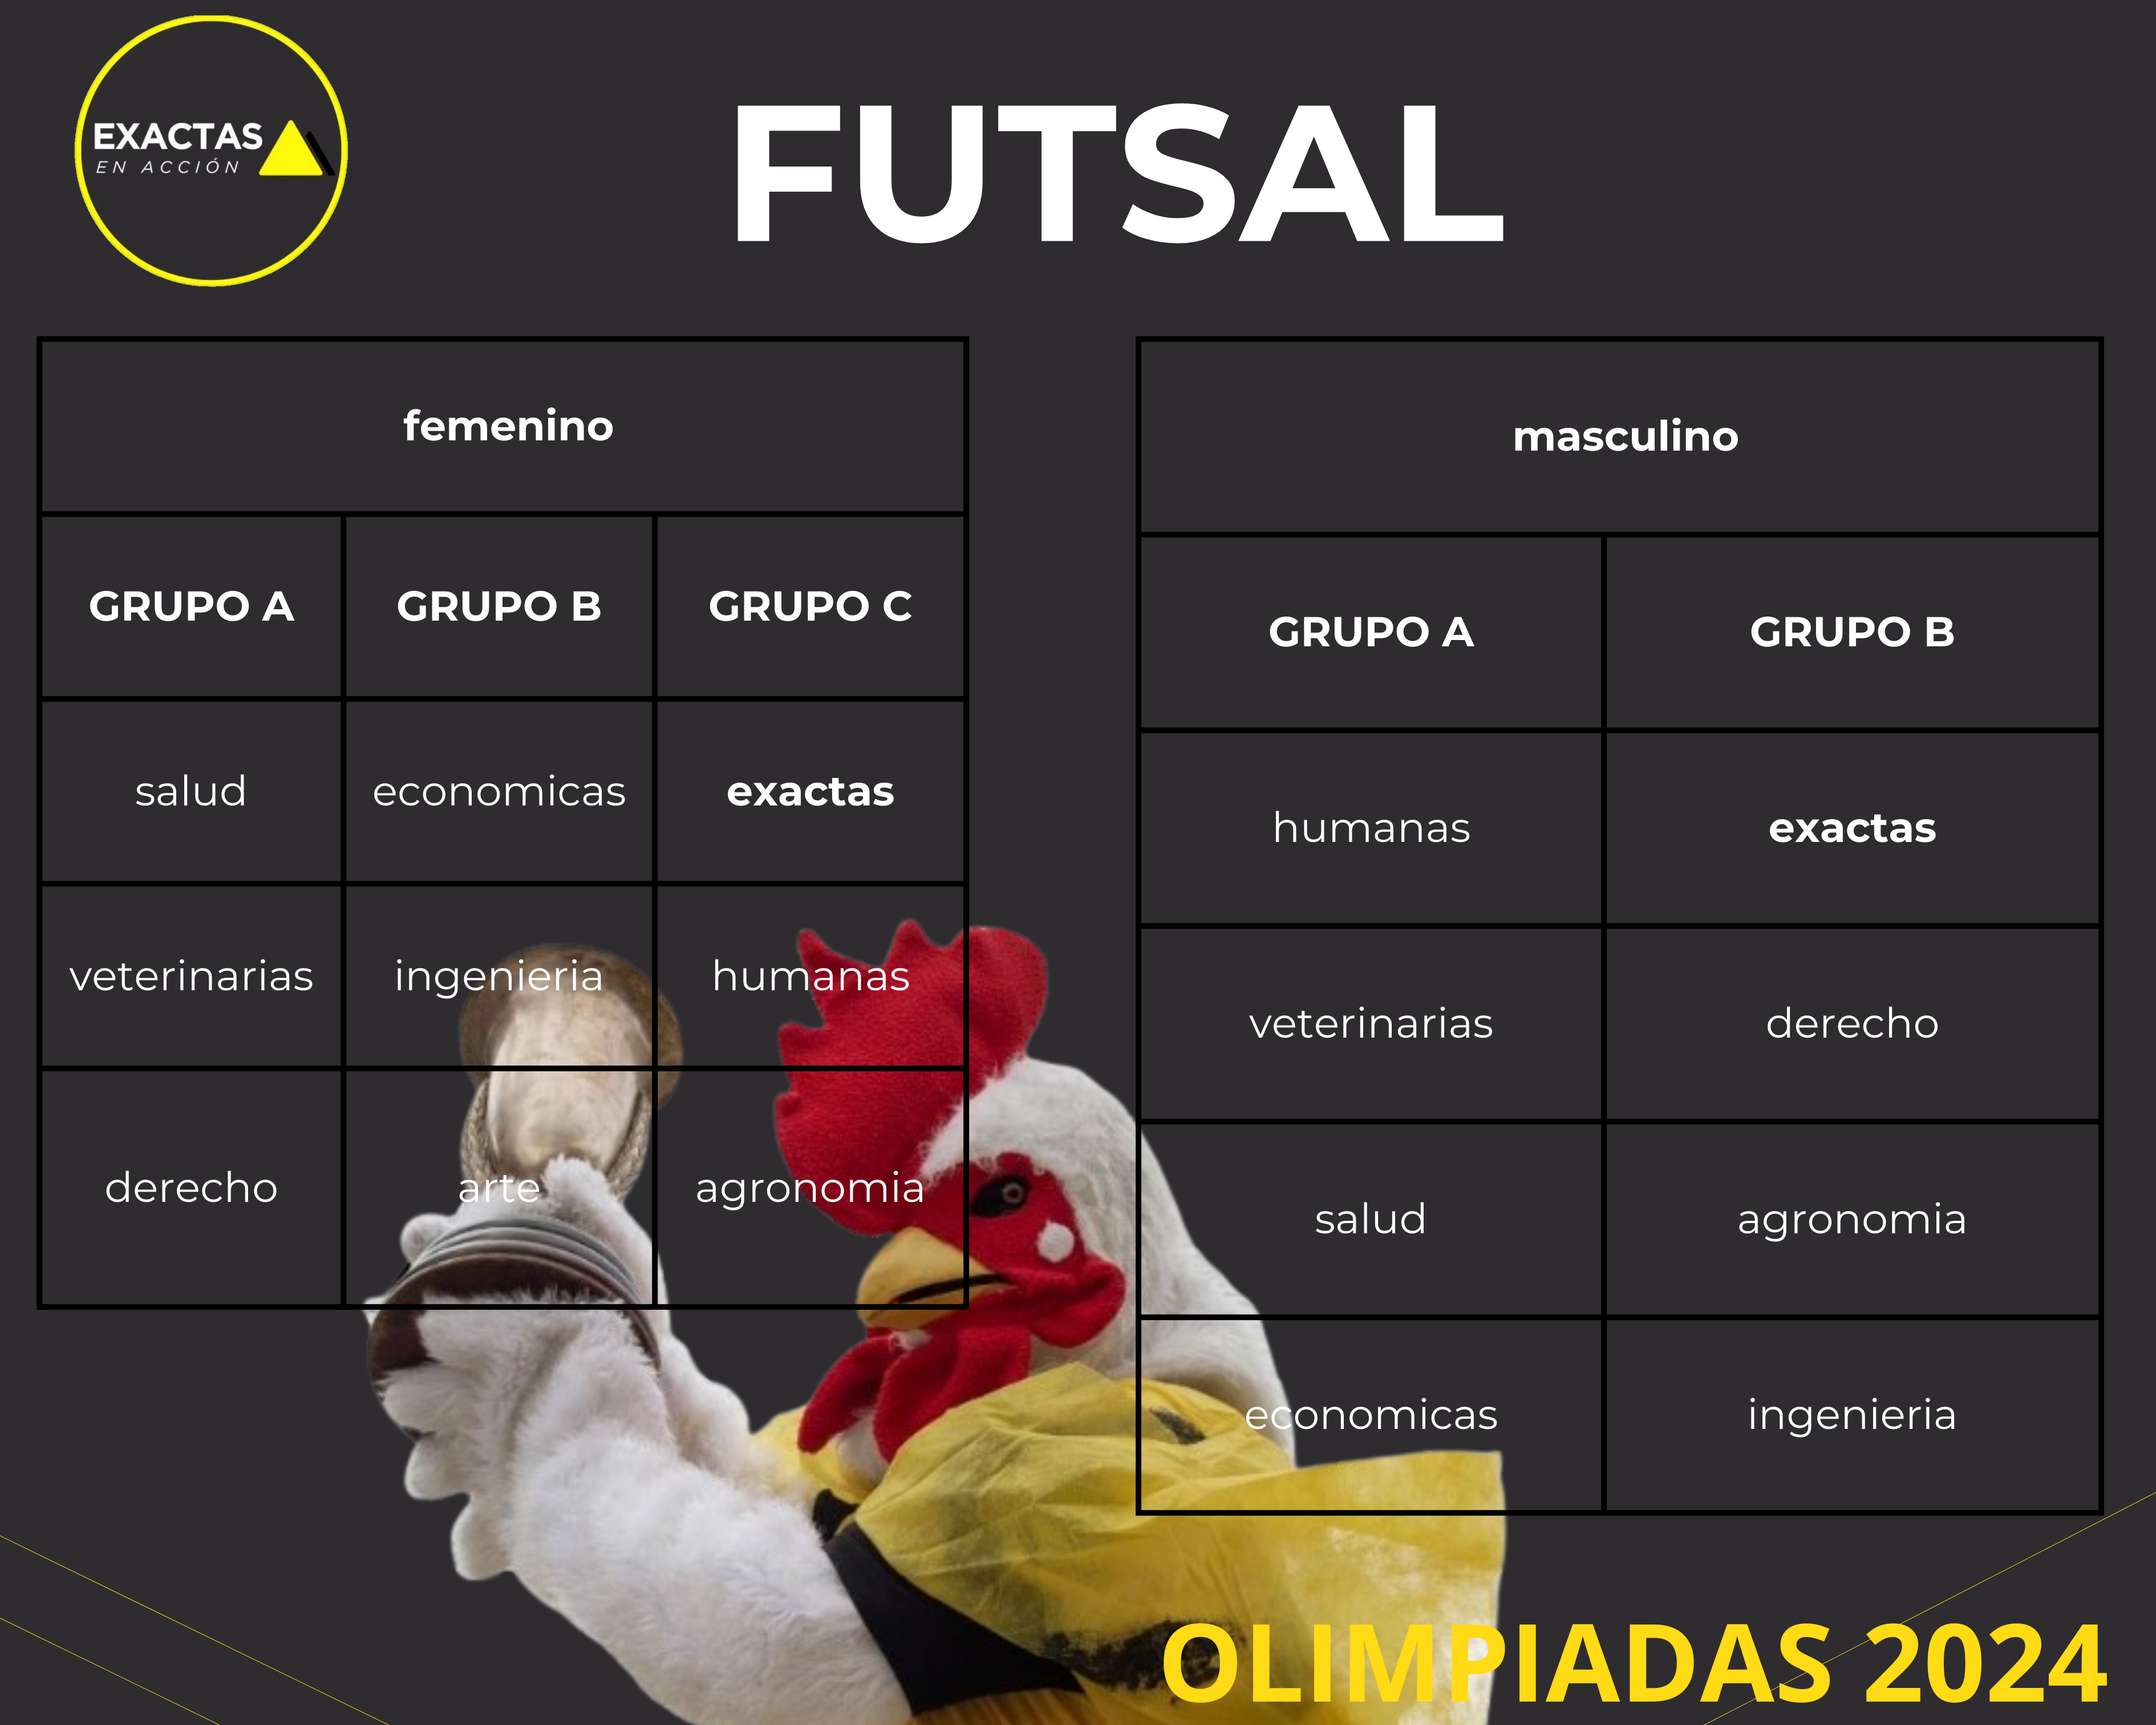 EXACTAS
EN ACCIÓN
FUTSAL
femenino
GRUPO A GRUPO B GRUPO C
salud economicas exactas
veterinarias ingenieria humanas
derecho arte agronomia
masculino
GRUPO A GRUPO B
humanas exactas
veterinarias derecho
salud agronomia
economicas ingenieria
OLIMPIADAS 2024